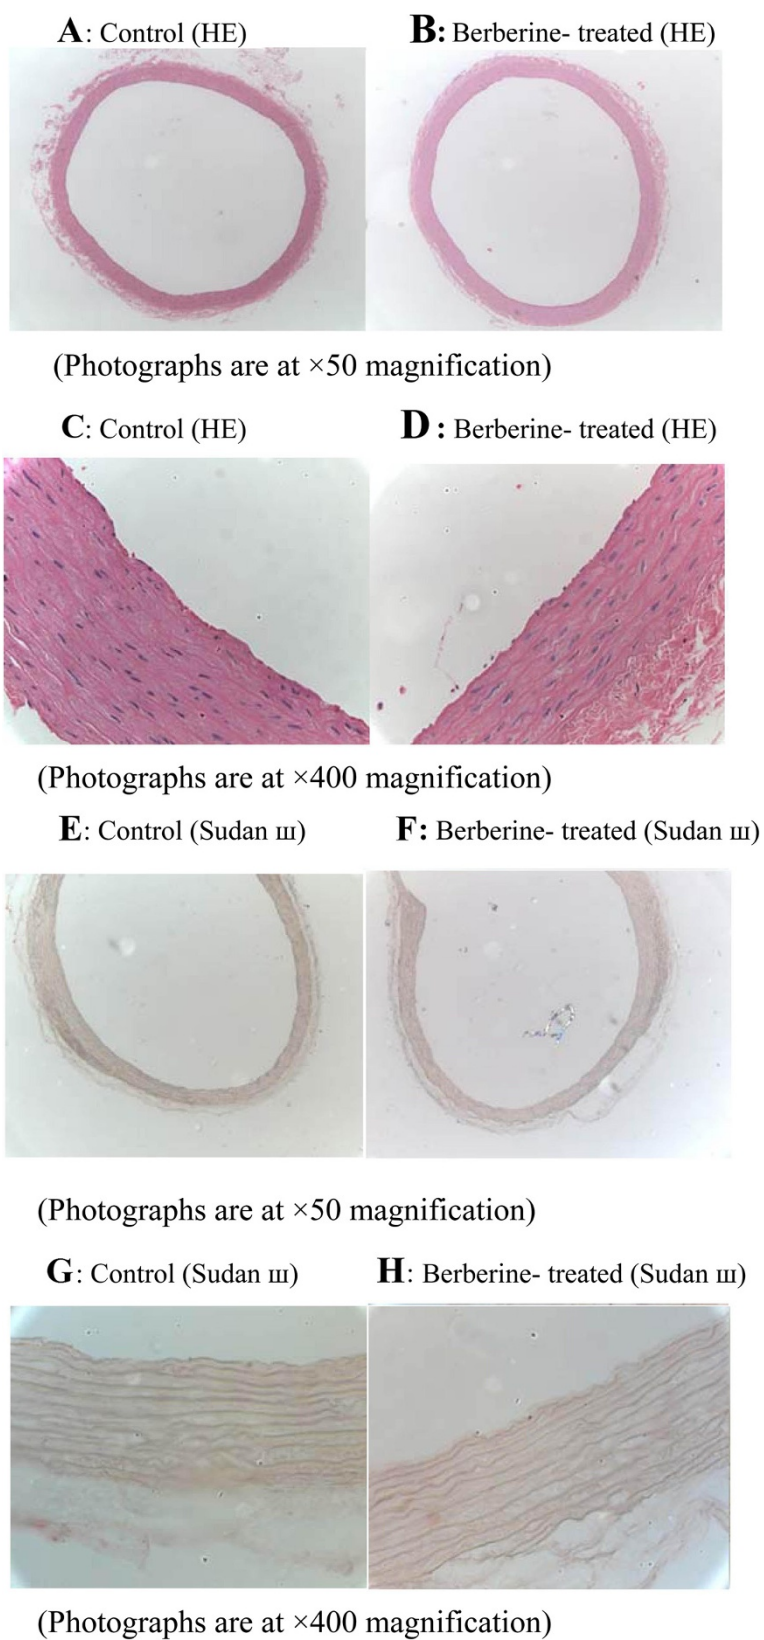 A: Control (HE) B: Berberine- treated (HE)
(Photographs are at ×50 magnification)
C: Control (HE) D: Berberine- treated (HE)
(Photographs are at ×400 magnification)
E: Control (Sudan ш) F: Berberine- treated (Sudan ш)
(Photographs are at ×50 magnification)
G: Control (Sudan ш) H: Berberine- treated (Sudan ш)
(Photographs are at ×400 magnification)